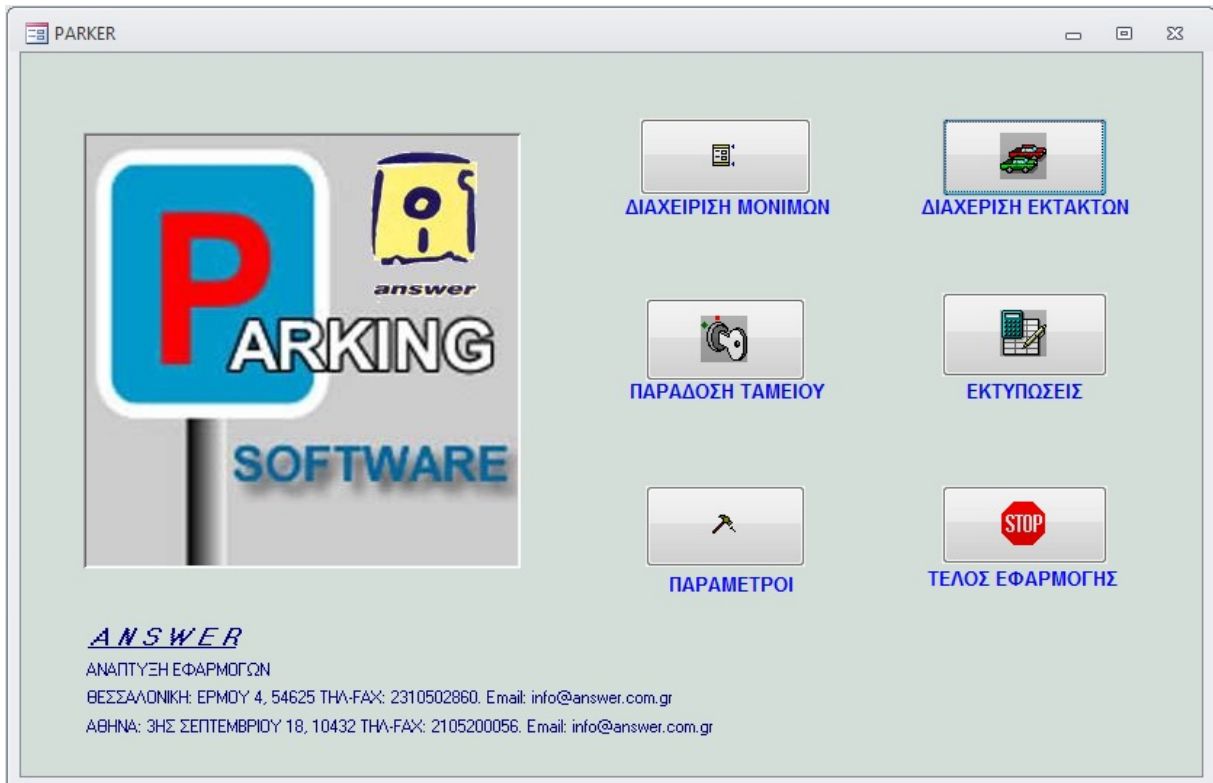 PARKER
P
ARKING
answer
SOFTWARE
ΔΙΑΧΕΙΡΙΣΗ ΜΟΝΙΜΩΝ
ΔΙΑΧΕΡΙΣΗ ΕΚΤΑΚΤΩΝ
ΠΑΡΑΔΟΣΗ ΤΑΜΕΙΟΥ
ΕΚΤΥΠΩΣΕΙΣ
ΠΑΡΑΜΕΤΡΟΙ
STOP
ΤΕΛΟΣ ΕΦΑΡΜΟΓΗΣ
ANSWER
ΑΝΑΠΤΥΞΗ ΕΦΑΡΜΟΓΩΝ
ΘΕΣΣΑΛΟΝΙΚΗ: ΕΡΜΟΥ 4, 54625 ΤΗΛ-FAX: 2310502860. Email: info@answer.com.gr
ΑΘΗΝΑ: 3ΗΣ ΣΕΠΤΕΜΒΡΙΟΥ 18, 10432 ΤΗΛ-FAX: 2105200056. Email: info@answer.com.gr